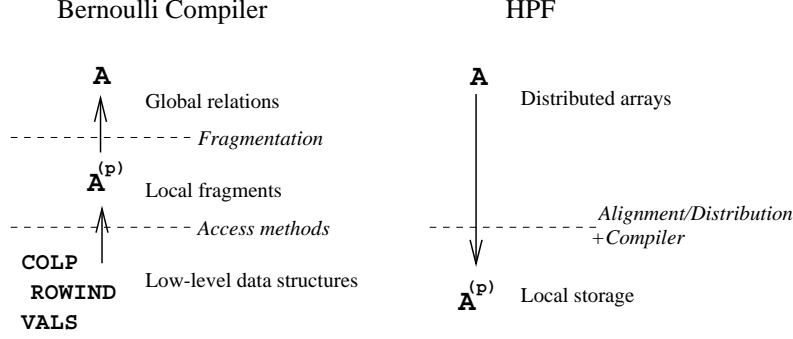 Bernoulli Compiler
HPF
A
Global relations
Fragmentation
A(p)
Local fragments
Access methods
COLP
ROWIND
VALS
Low-level data structures
A
Distributed arrays
Alignment/Distribution
+Compiler
A(p)
Local storage